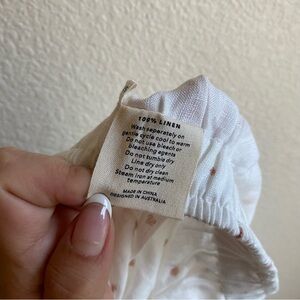 100% LINEN
Wash separately on
gentle cycle cool to warm
Do not use bleach or
bleaching agents
Do not tumble dry
Line dry only
Do not dry clean
Steam Iron at medium
temperature
MADE IN CHINA
DESIGNED IN AUSTRALIA